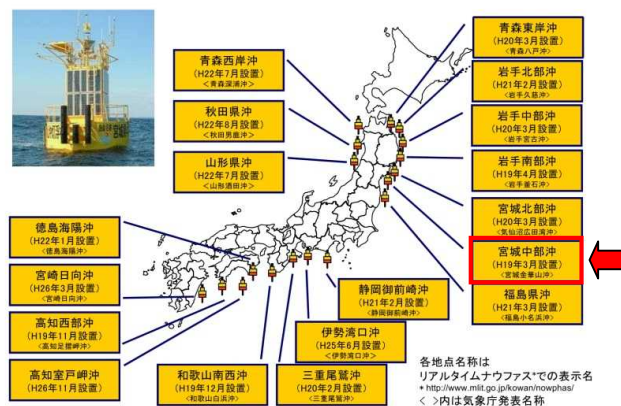 青森東岸沖
(H20年3月設置)
<青森八戸沖>
青森西岸沖
(H22年7月設置)
<青森深浦沖>
岩手北部沖
(H21年2月設置)
<岩手久慈沖>
秋田県沖
(H22年8月設置)
<秋田男鹿沖>
岩手中部沖
(H20年3月設置)
<岩手宮古沖>
山形県沖
(H22年7月設置)
<山形酒田沖>
岩手南部沖
(H19年4月設置)
<岩手釜石沖>
宮城北部沖
(H20年3月設置)
<気仙沼広田湾沖>
徳島海陽沖
(H22年1月設置)
<徳島海陽沖>
宮城中部沖
(H19年3月設置)
<宮城金華山沖>
宮崎日向沖
(H26年3月設置)
<宮崎日向沖>
静岡御前崎沖
(H21年2月設置)
<静岡御前崎沖>
福島県沖
(H21年3月設置)
<福島小名浜沖>
高知西部沖
(H19年11月設置)
<高知足摺岬沖>
伊勢湾口沖
(H25年6月設置)
<伊勢湾口沖>
高知室戸岬沖
(H26年11月設置)
和歌山南西沖
(H19年12月設置)
<和歌山白浜沖>
三重尾鷲沖
(H20年2月設置)
<三重尾鷲沖>
各地点名称は
リアルタイムナウファス*での表示名
* http://www.mlit.go.jp/kowan/nowphas/
< >内は気象庁発表名称